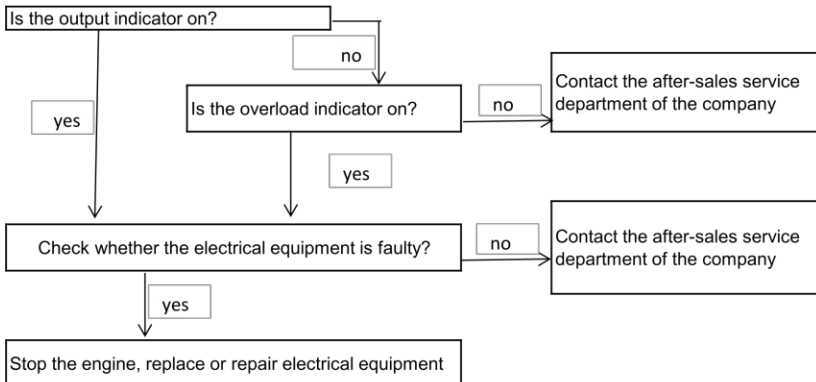 Is the output indicator on?
no
Is the overload indicator on?
no
Contact the after-sales service
department of the company
yes
yes
Check whether the electrical equipment is faulty?
no
Contact the after-sales service
department of the company
yes
Stop the engine, replace or repair electrical equipment